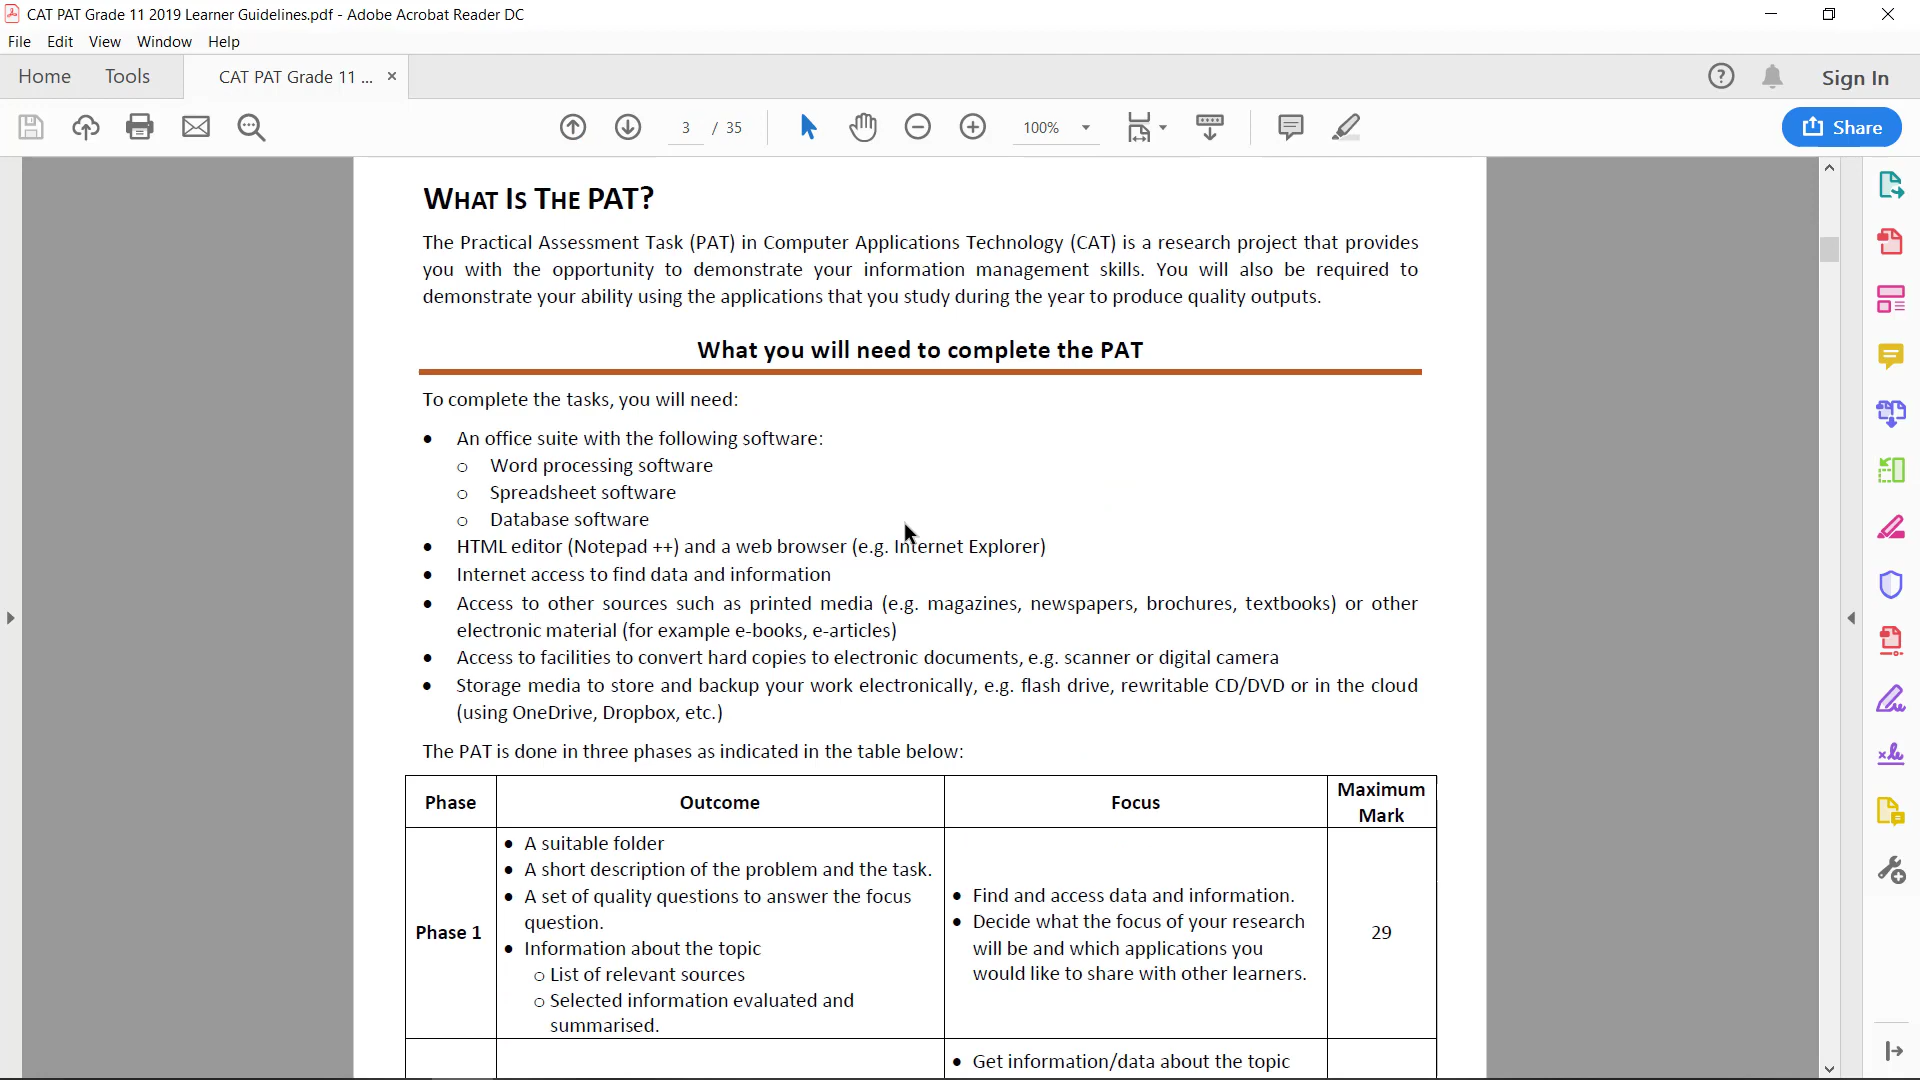 CAT PAT Grade 11 2019 Learner Guidelines.pdf - Adobe Acrobat Reader DC
File Edit View Window Help
Home Tools CAT PAT Grade 11 ... × Sign In
3 / 35 100% Share
WHAT IS THE PAT?
The Practical Assessment Task (PAT) in Computer Applications Technology (CAT) is a research project that provides
you with the opportunity to demonstrate your information management skills. You will also be required to
demonstrate your ability using the applications that you study during the year to produce quality outputs.
What you will need to complete the PAT
To complete the tasks, you will need:
• An office suite with the following software:
o Word processing software
o Spreadsheet software
o Database software
• HTML editor (Notepad ++) and a web browser (e.g. Internet Explorer)
• Internet access to find data and information
• Access to other sources such as printed media (e.g. magazines, newspapers, brochures, textbooks) or other
electronic material (for example e-books, e-articles)
• Access to facilities to convert hard copies to electronic documents, e.g. scanner or digital camera
• Storage media to store and backup your work electronically, e.g. flash drive, rewritable CD/DVD or in the cloud
(using OneDrive, Dropbox, etc.)
The PAT is done in three phases as indicated in the table below:
Phase
Outcome
Focus
Maximum
Mark
Phase 1
• A suitable folder
• A short description of the problem and the task.
• A set of quality questions to answer the focus
question.
• Information about the topic
o List of relevant sources
o Selected information evaluated and
summarised.
• Find and access data and information.
• Decide what the focus of your research
will be and which applications you
would like to share with other learners.
29
• Get information/data about the topic